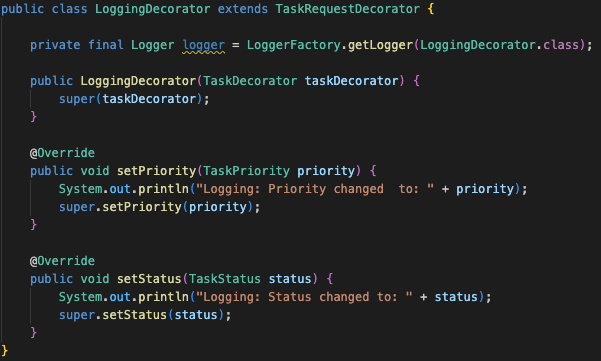 public class LoggingDecorator extends TaskRequestDecorator {
private final Logger logger = LoggerFactory.getLogger(LoggingDecorator.class);
public LoggingDecorator(TaskDecorator taskDecorator) {
super(taskDecorator);
}
@Override
public void setPriority(TaskPriority priority) {
System.out.println("Logging: Priority changed  to: " + priority);
super.setPriority(priority);
}
@Override
public void setStatus(TaskStatus status) {
System.out.println("Logging: Status changed to: " + status);
super.setStatus(status);
}
}